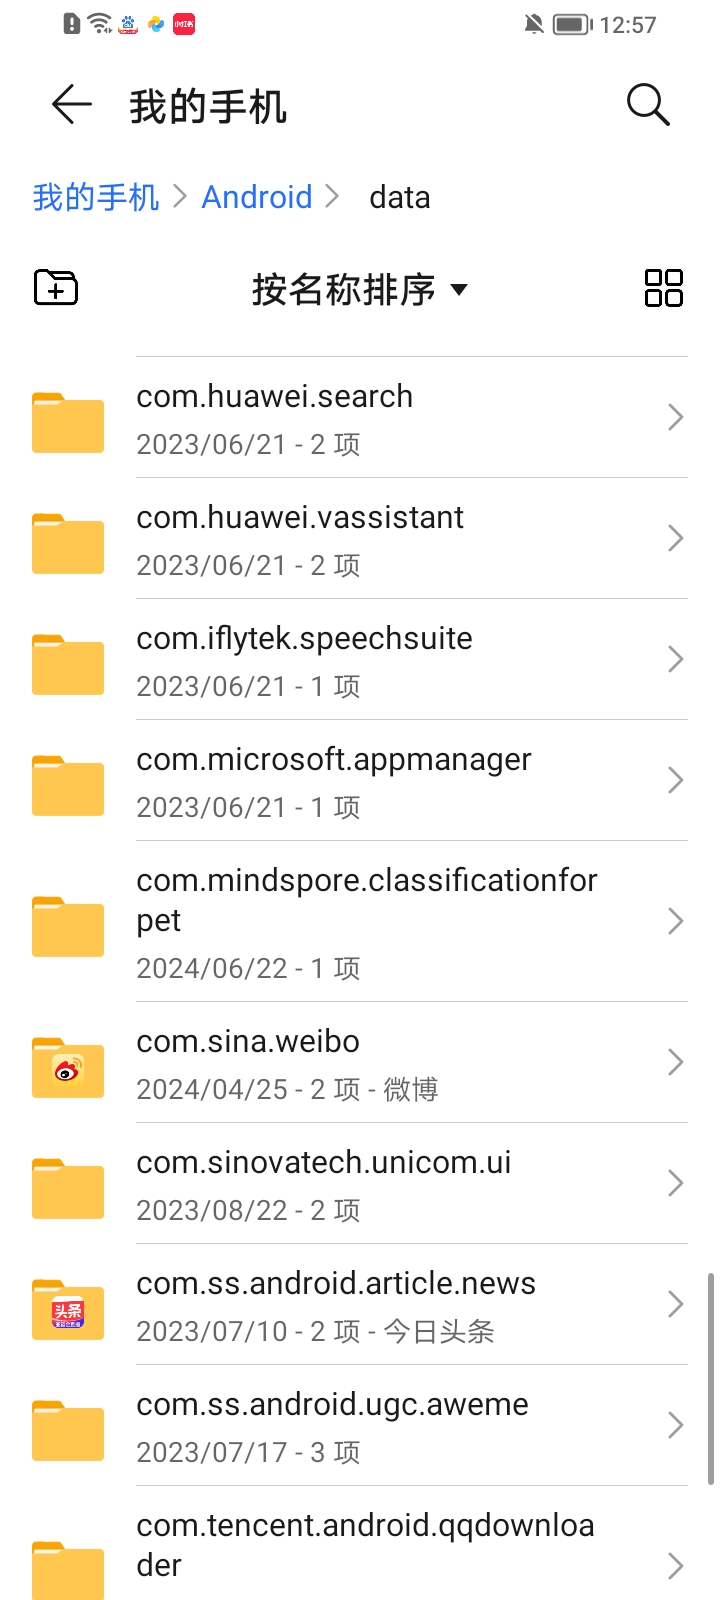 12:57
我的手机
我的手机 > Android > data
按名称排序
com.huawei.search
2023/06/21 - 2 项
com.huawei.vassistant
2023/06/21 - 2 项
com.iflytek.speechsuite
2023/06/21 - 1 项
com.microsoft.appmanager
2023/06/21 - 1 项
com.mindspore.classificationfor
pet
2024/06/22 - 1 项
com.sina.weibo
2024/04/25 - 2 项 - 微博
com.sinovatech.unicom.ui
2023/08/22 - 2 项
com.ss.android.article.news
头条
2023/07/10 - 2 项 - 今日头条
com.ss.android.ugc.aweme
2023/07/17 - 3 项
com.tencent.android.qqdownloa
der